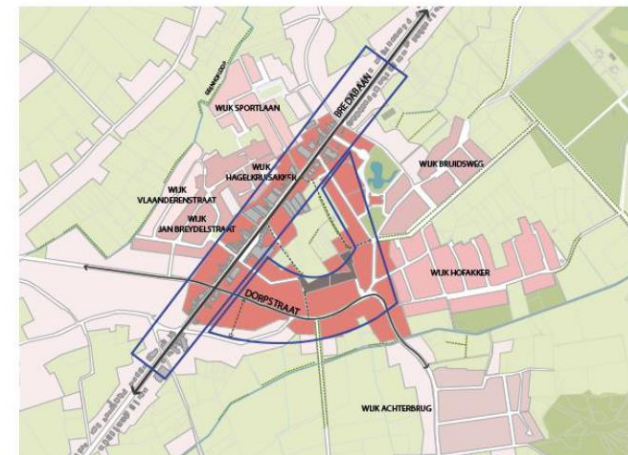 BREDABAAN
WIJK SPORTLAAN
WIJK
HAGELKRUISAKKER
WIJK BRUIDSWEG
WIJK
VLAANDERENSTRAAT
WIJK
JAN BREYDELSTRAAT
WIJK HOFAKKER
DORPSTRAAT
WIJK ACHTERBRUG